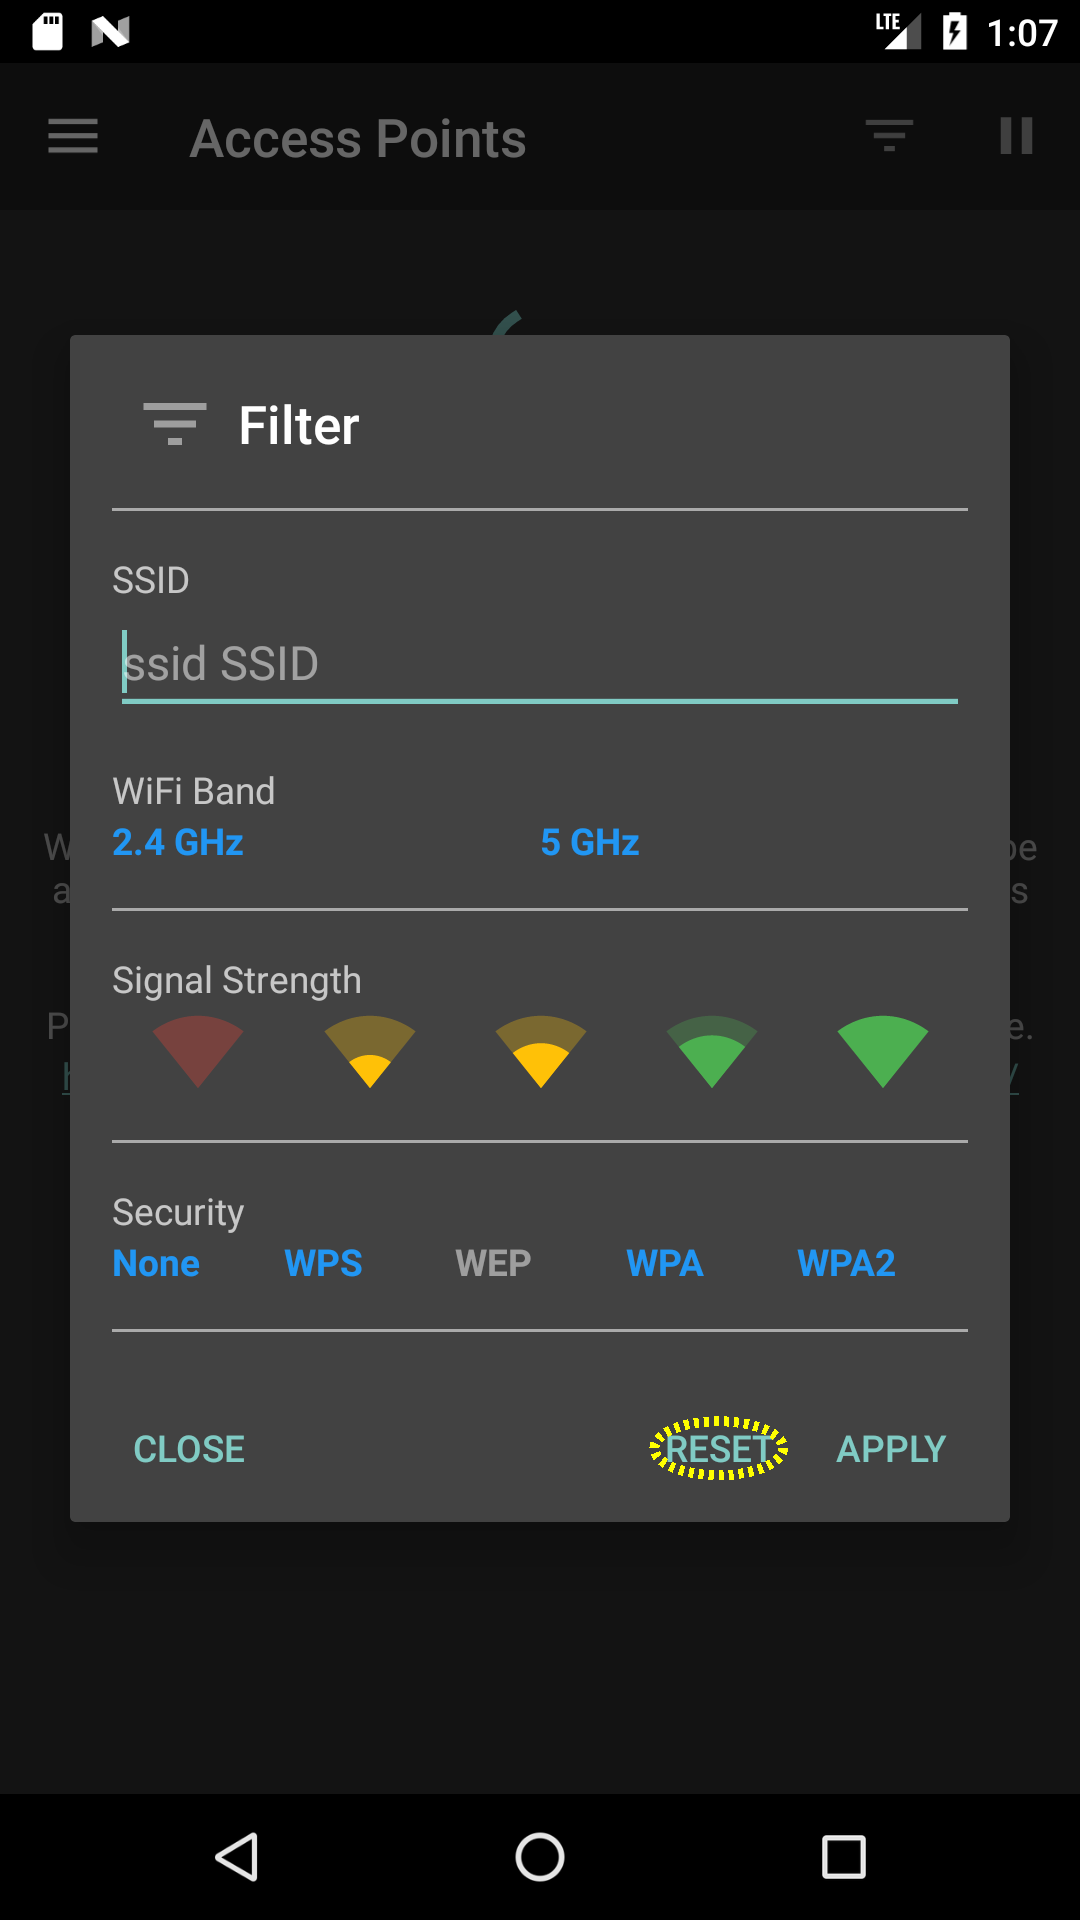 LTE 1:07
Access Points
Filter
SSID
ssid SSID
WiFi Band
2.4 GHz 5 GHz
Signal Strength
Security
None WPS WEP WPA WPA2
CLOSE RESET APPLY